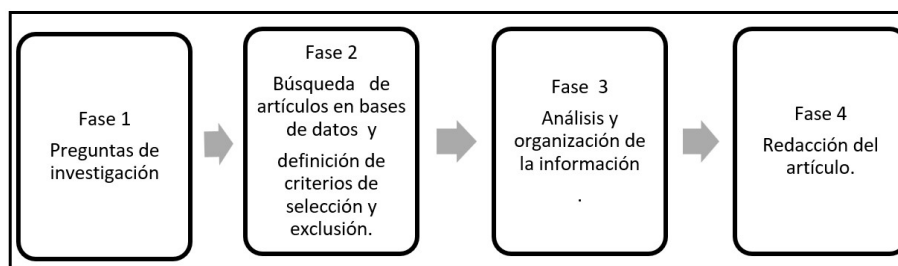 Fase 1
Preguntas de
investigación
Fase 2
Búsqueda de
artículos en bases
de datos y
definición de
criterios de
selección y
exclusión.
Fase 3
Análisis y
organización de
la información
.
Fase 4
Redacción del
artículo.